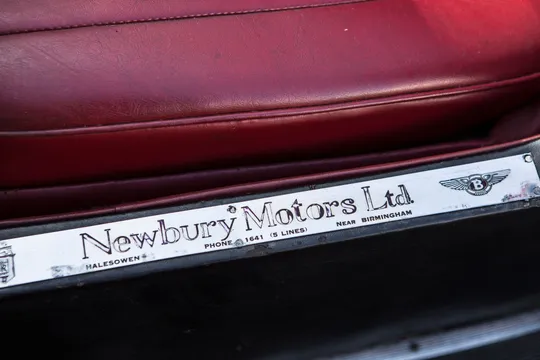 Newbury Motors Ltd.
HALESOWEN PHONE 1641 (5 LINES) NEAR BIRMINGHAM
B